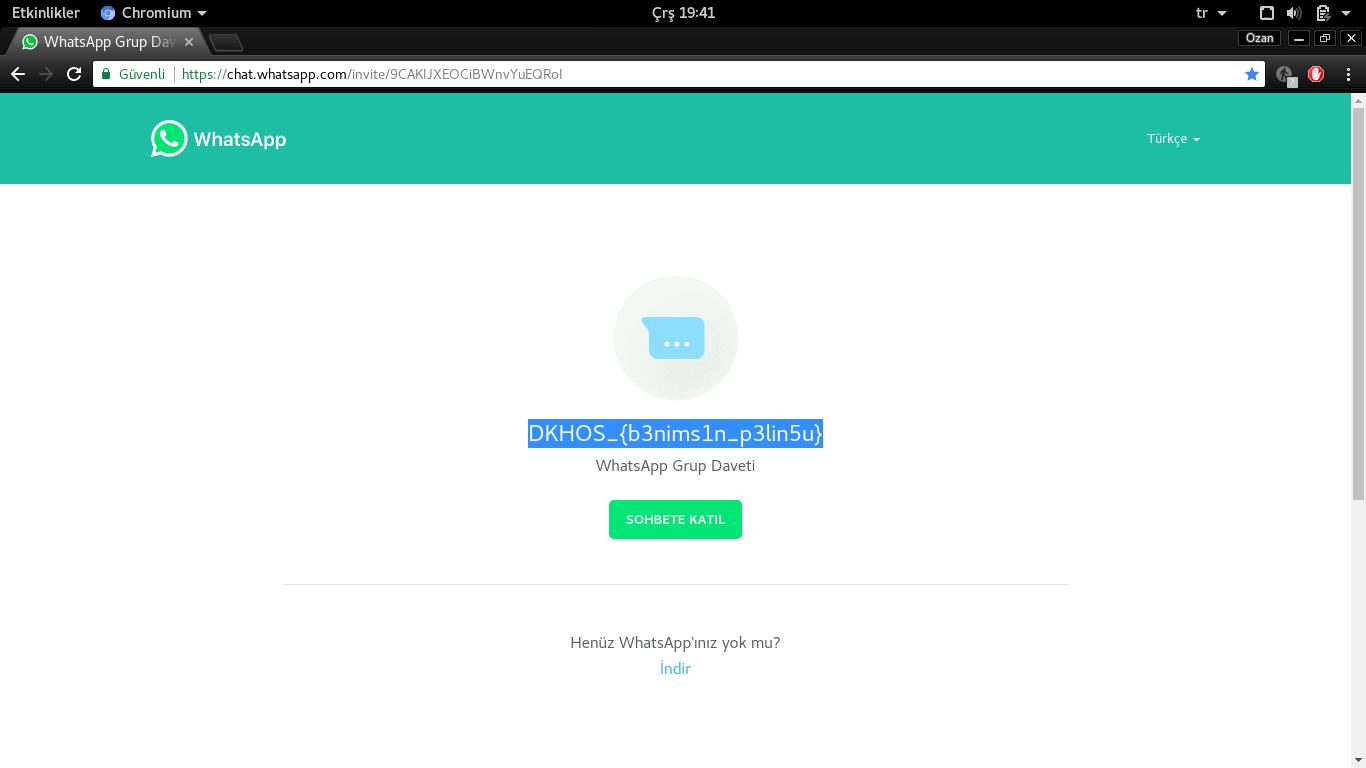 Etkinlikler Chromium Çrş 19:41 tr
WhatsApp Grup Dav Ozan
Güvenli https://chat.whatsapp.com/invite/9CAKIJXEOCiBWnvYuEQRoI
WhatsApp Türkçe
DKHOS_{b3nims1n_p3lin5u}
WhatsApp Grup Daveti
SOHBETE KATIL
Henüz WhatsApp'ınız yok mu?
İndir